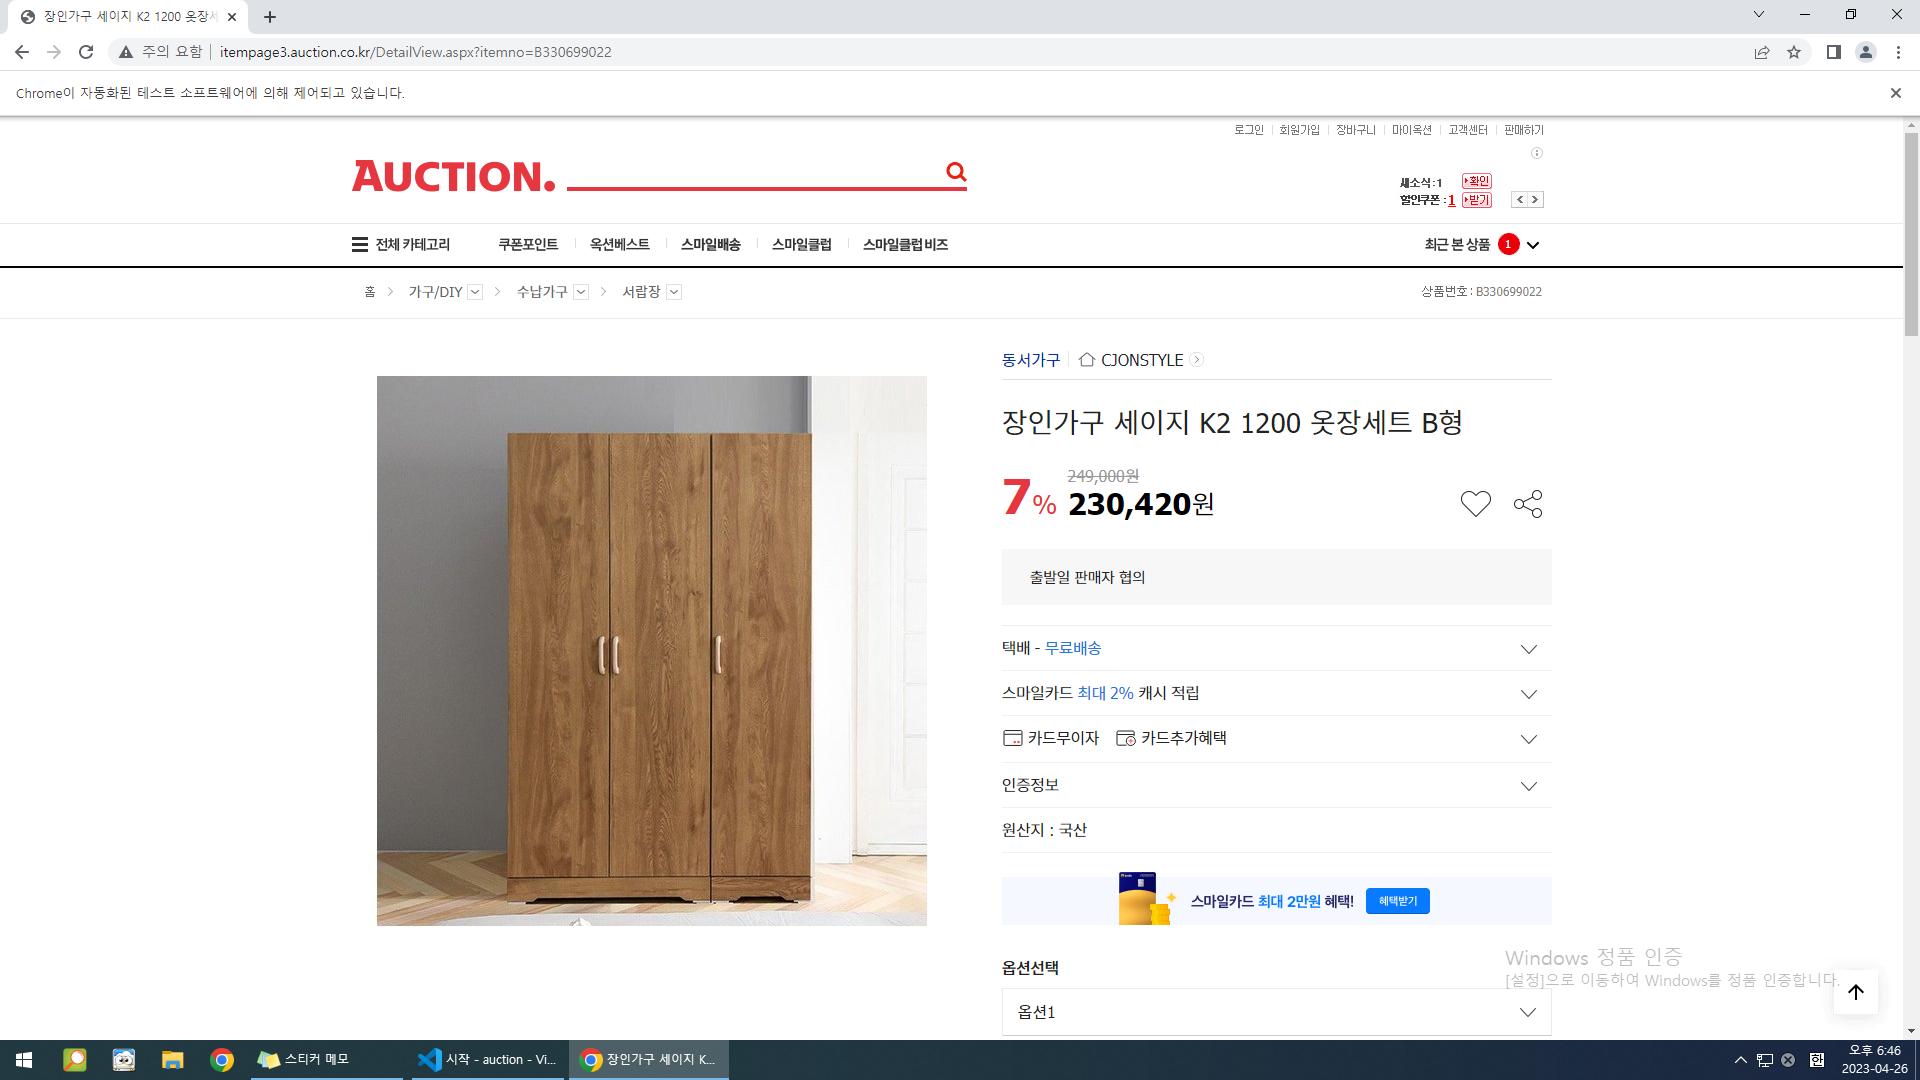 장인가구 세이지 K2 1200 옷장세
주의 요함
itempage3.auction.co.kr/DetailView.aspx?itemno=B330699022
Chrome이 자동화된 테스트 소프트웨어에 의해 제어되고 있습니다.
로그인 회원가입 장바구니 마이옥션 고객센터 판매하기
AUCTION.
새소식:1 확인
할인쿠폰:1 받기
전체 카테고리 쿠폰포인트 옥션베스트 스마일배송 스마일클럽 스마일클럽 비즈 최근 본 상품 1
홈 가구/DIY 수납가구 서랍장 상품번호 : B330699022
동서가구 CJONSTYLE
장인가구 세이지 K2 1200 옷장세트 B형
249,000원
7% 230,420원
출발일 판매자 협의
택배 - 무료배송
스마일카드 최대 2% 캐시 적립
카드무이자 카드추가혜택
인증정보
원산지 : 국산
스마일카드 최대 2만원 혜택! 혜택받기
옵션선택
옵션1
Windows 정품 인증
[설정]으로 이동하여 Windows를 정품 인증합니다.
스티커 메모
시작 - auction - Vi...
장인가구 세이지 K...
한
오후 6:46
2023-04-26